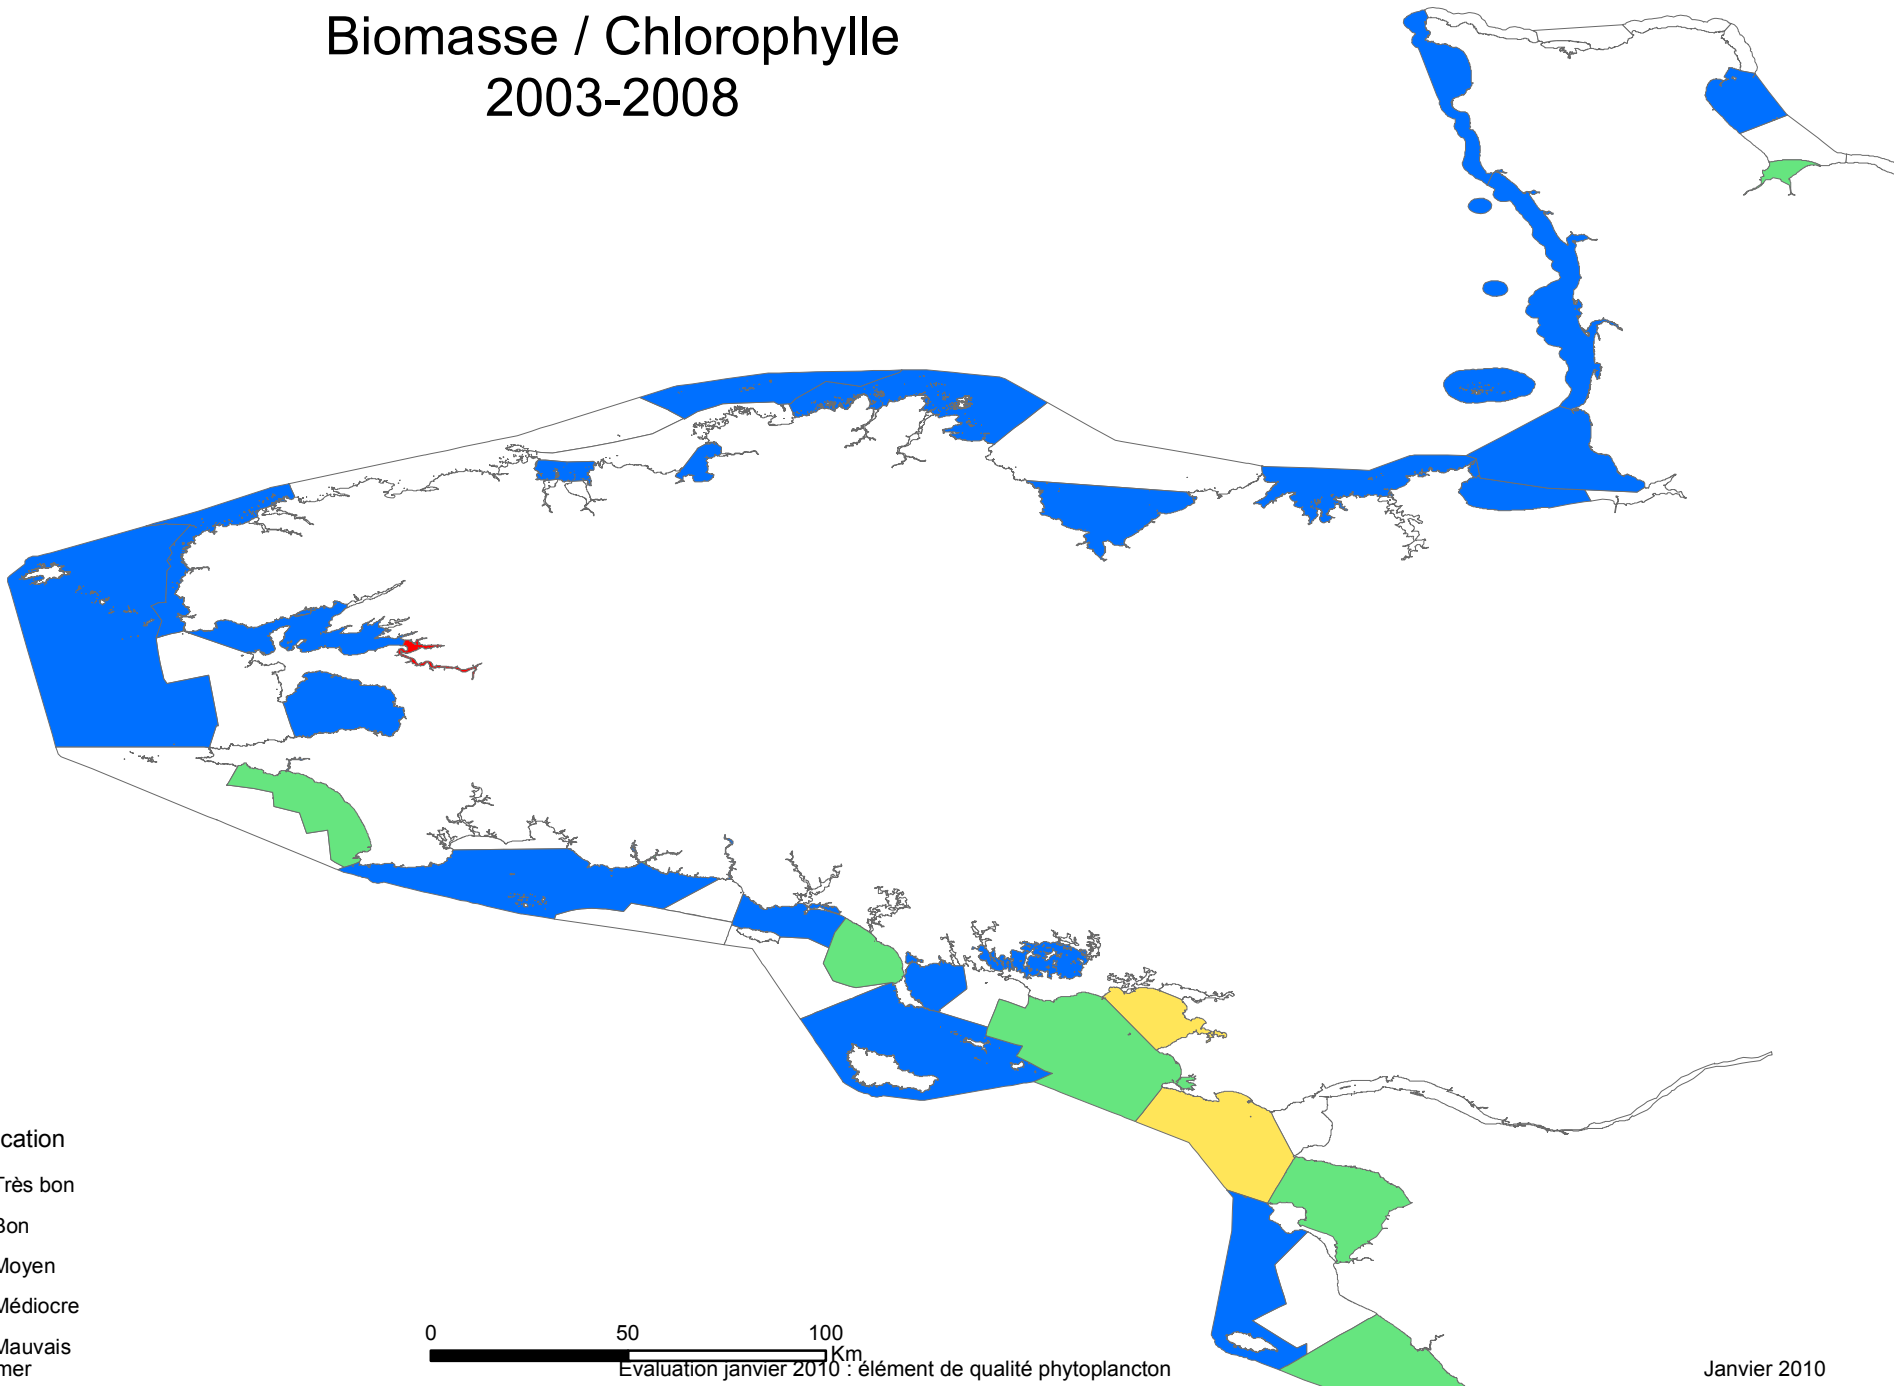 Biomasse / Chlorophylle
2003-2008
cation
Très bon
Bon
Moyen
Médiocre
Mauvais
mer
0 50 100
Km
Evaluation janvier 2010 : élément de qualité phytoplancton
Janvier 2010